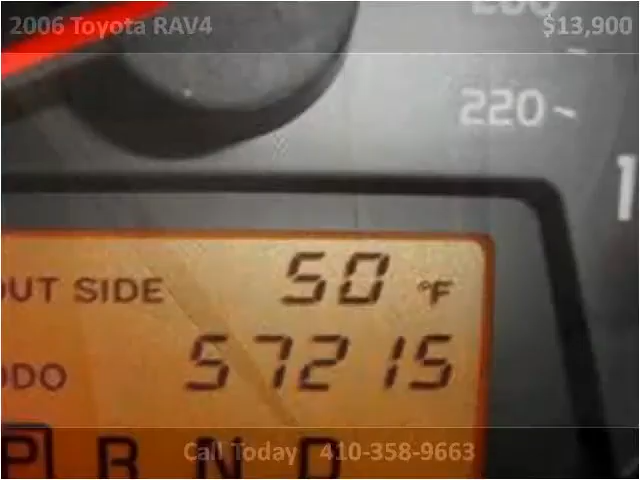 2006 Toyota RAV4 $13,900
220
OUT SIDE 50 °F
ODO 57215
P R N D
Call Today 410-358-9663